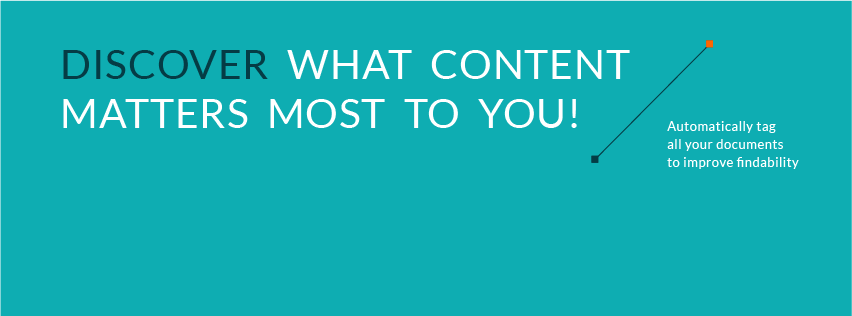 DISCOVER WHAT CONTENT
MATTERS MOST TO YOU!
Automatically tag
all your documents
to improve findability